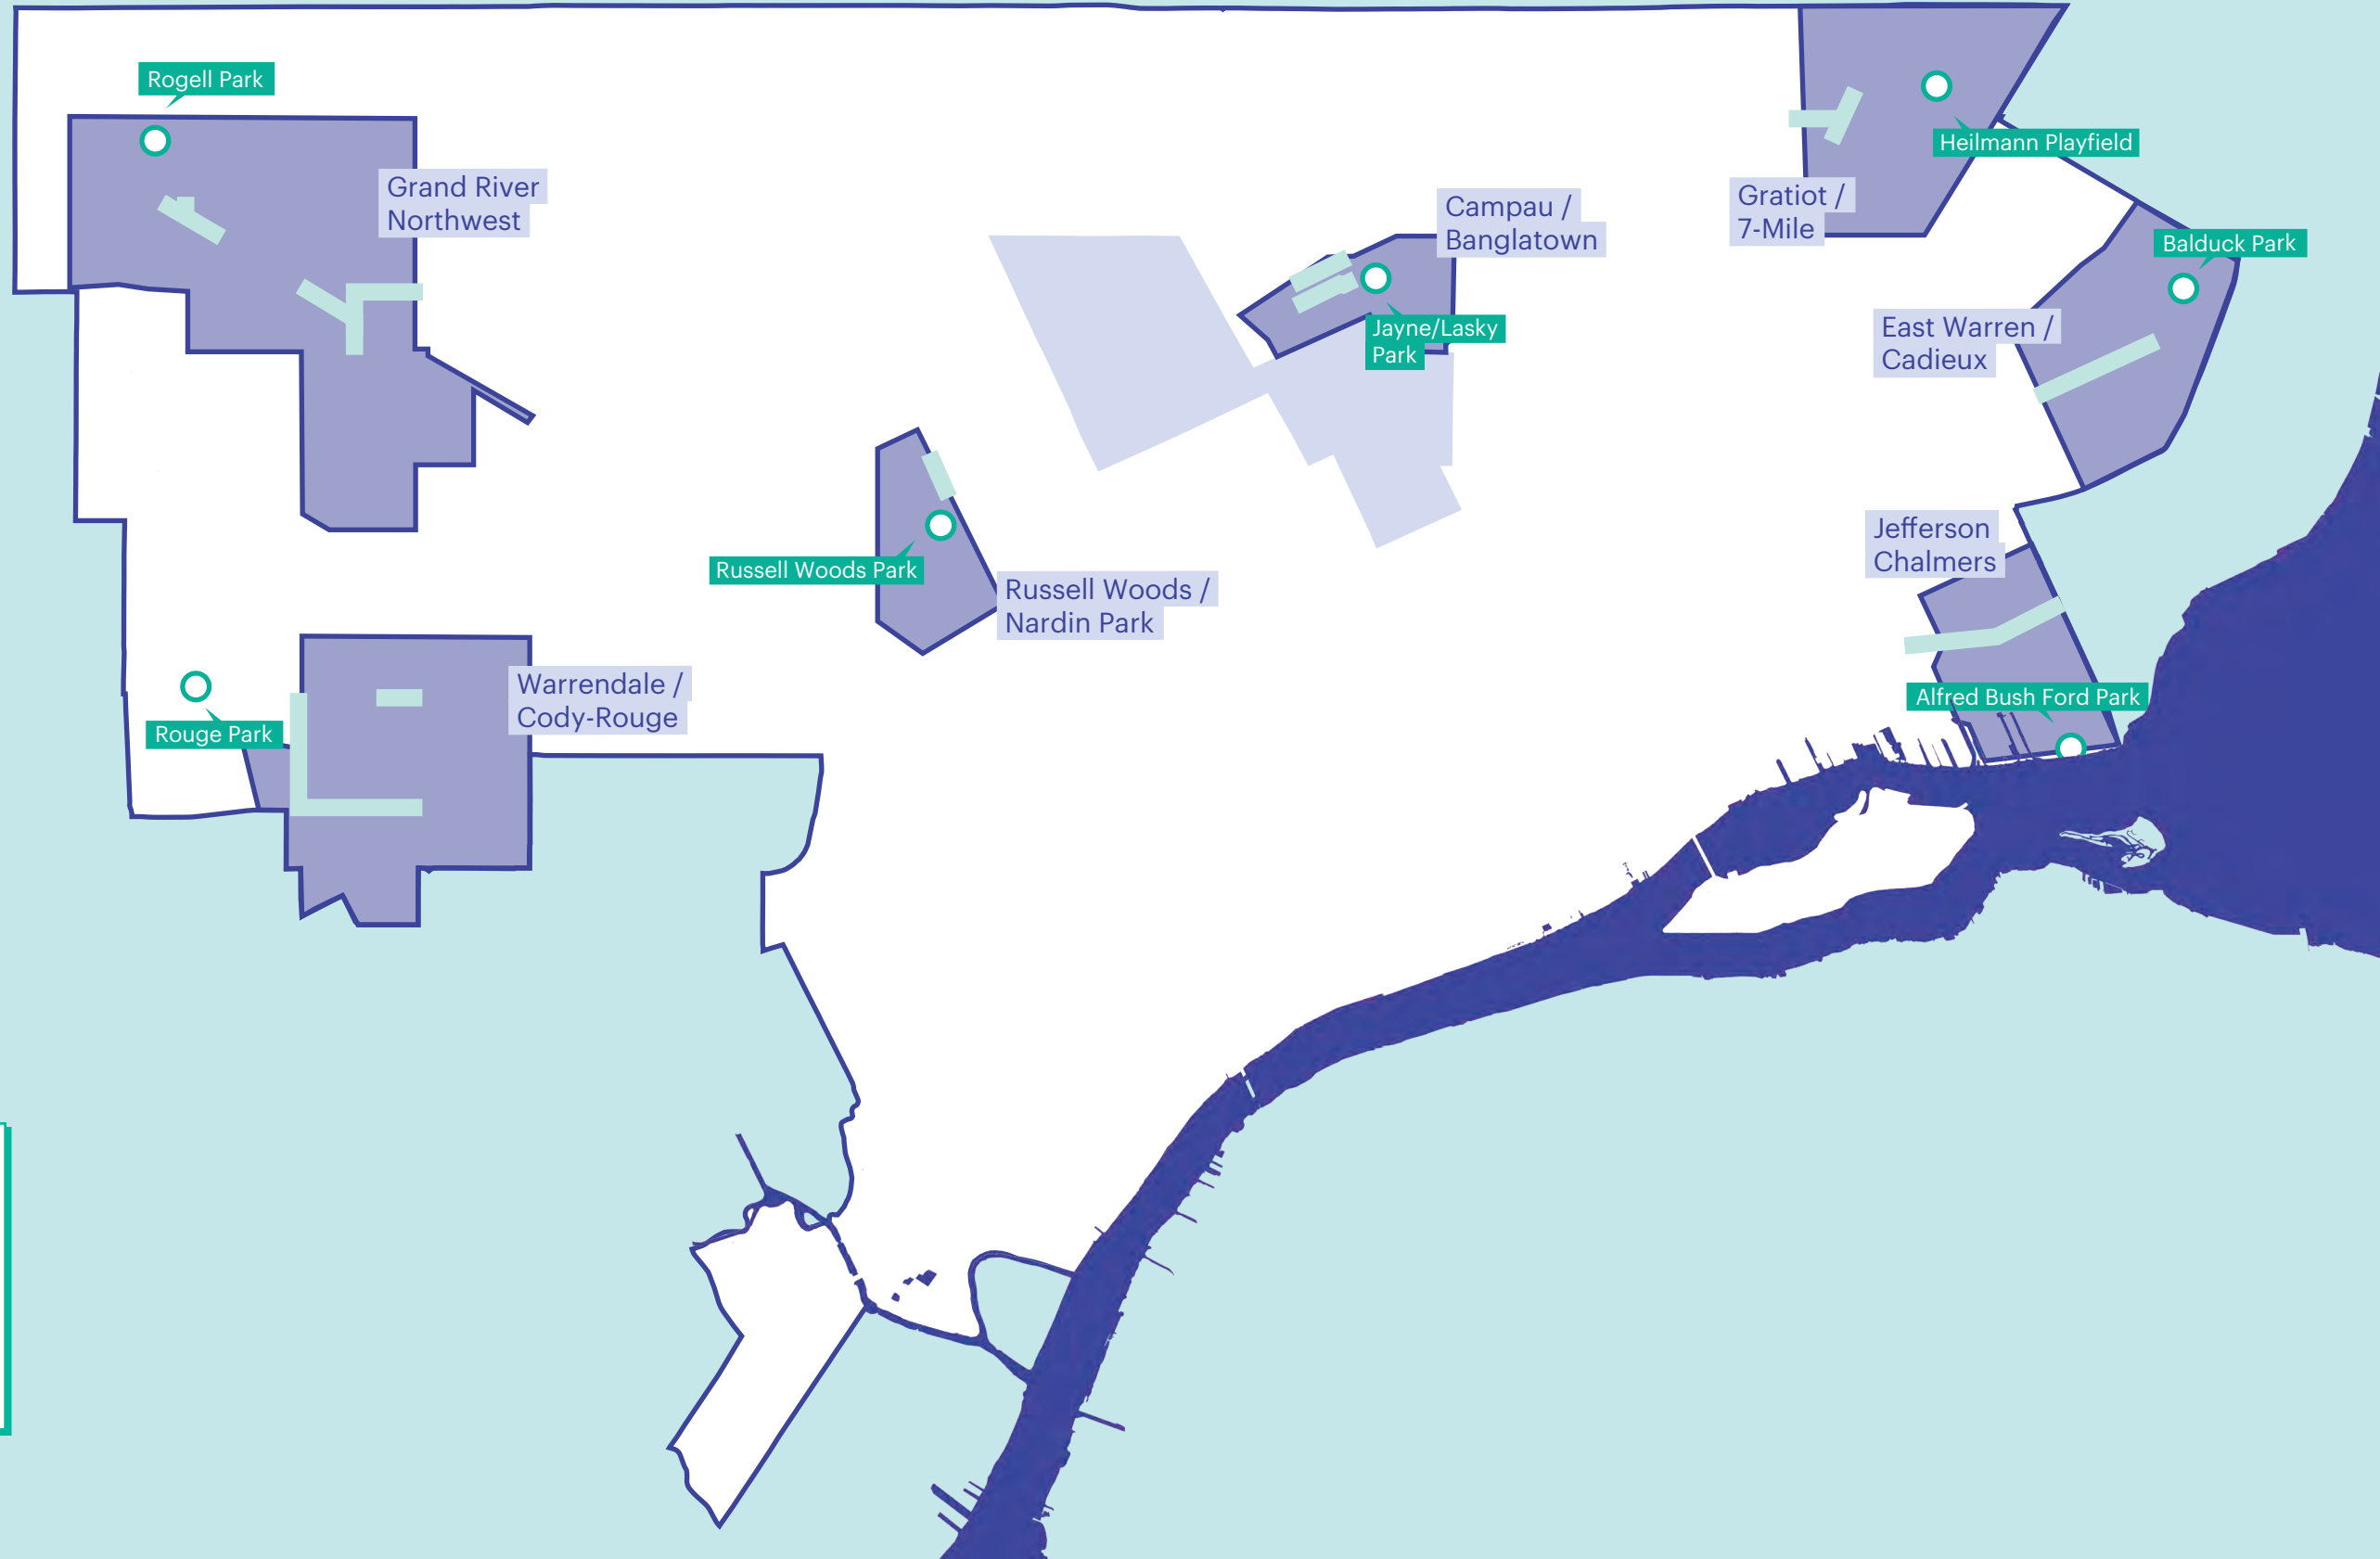 Rogell Park
Grand River
Northwest
Campau /
Banglatown
Jayne/Lasky
Park
Gratiot /
7-Mile
Heilmann Playfield
Balduck Park
East Warren /
Cadieux
Jefferson
Chalmers
Alfred Bush Ford Park
Russell Woods Park
Russell Woods /
Nardin Park
Warrendale /
Cody-Rouge
Rouge Park